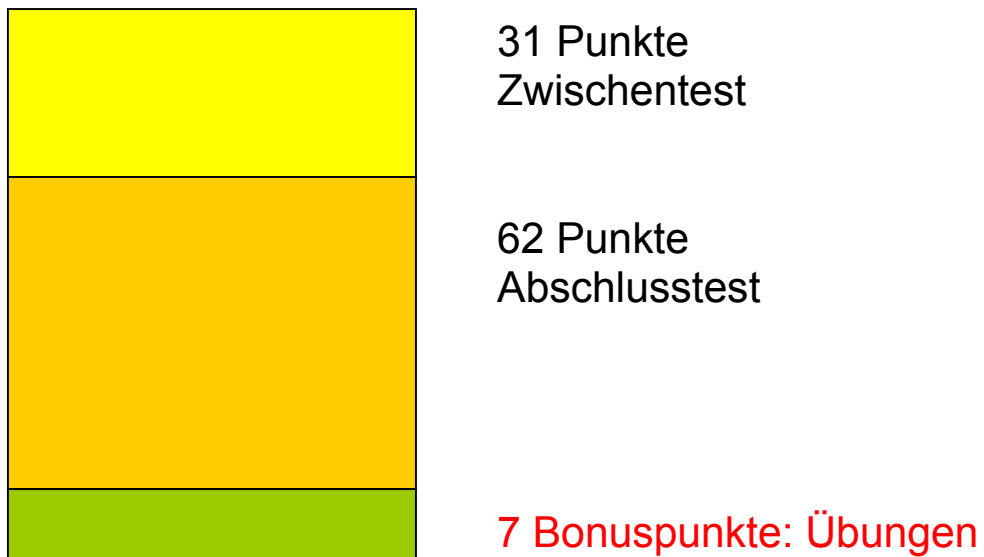 31 Punkte
Zwischentest
62 Punkte
Abschlusstest
7 Bonuspunkte: Übungen